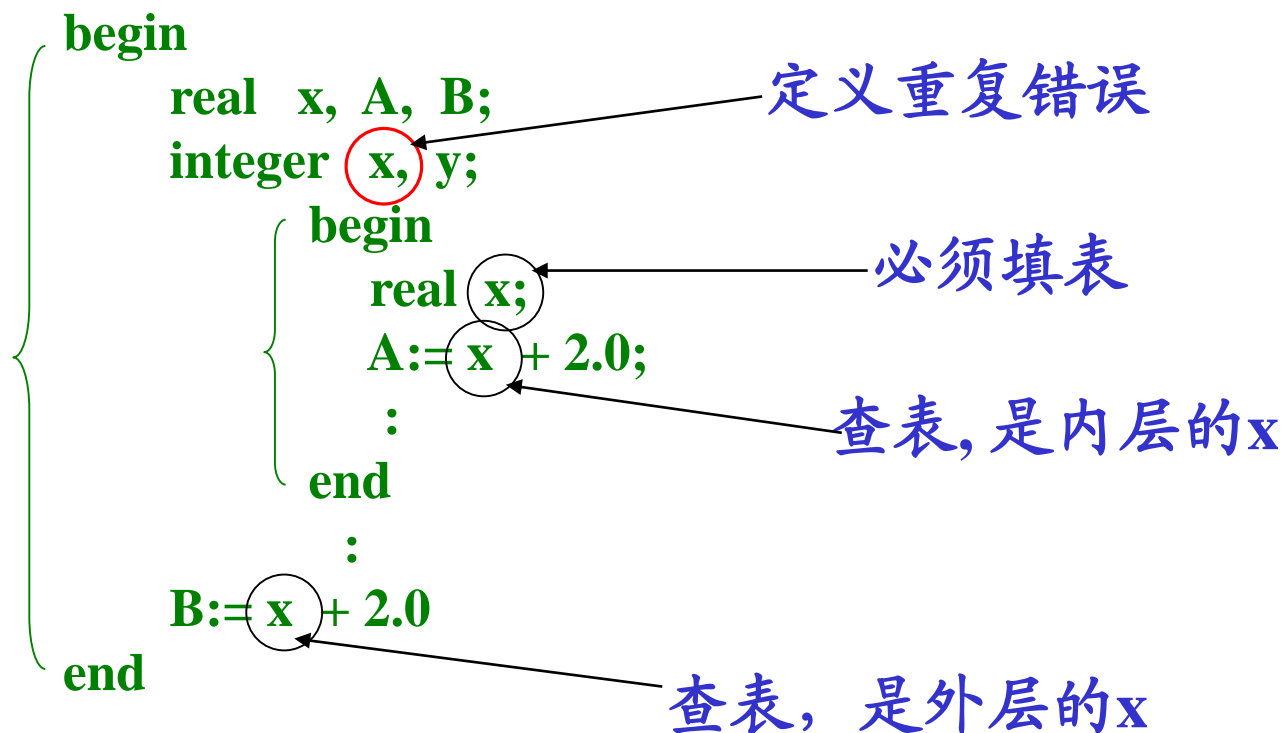 begin
real x, A, B;
定义重复错误
integer x, y;
begin
必须填表
real x;
A:= x + 2.0;
:
查表, 是内层的x
end
:
B:= x + 2.0
end
查表，是外层的x